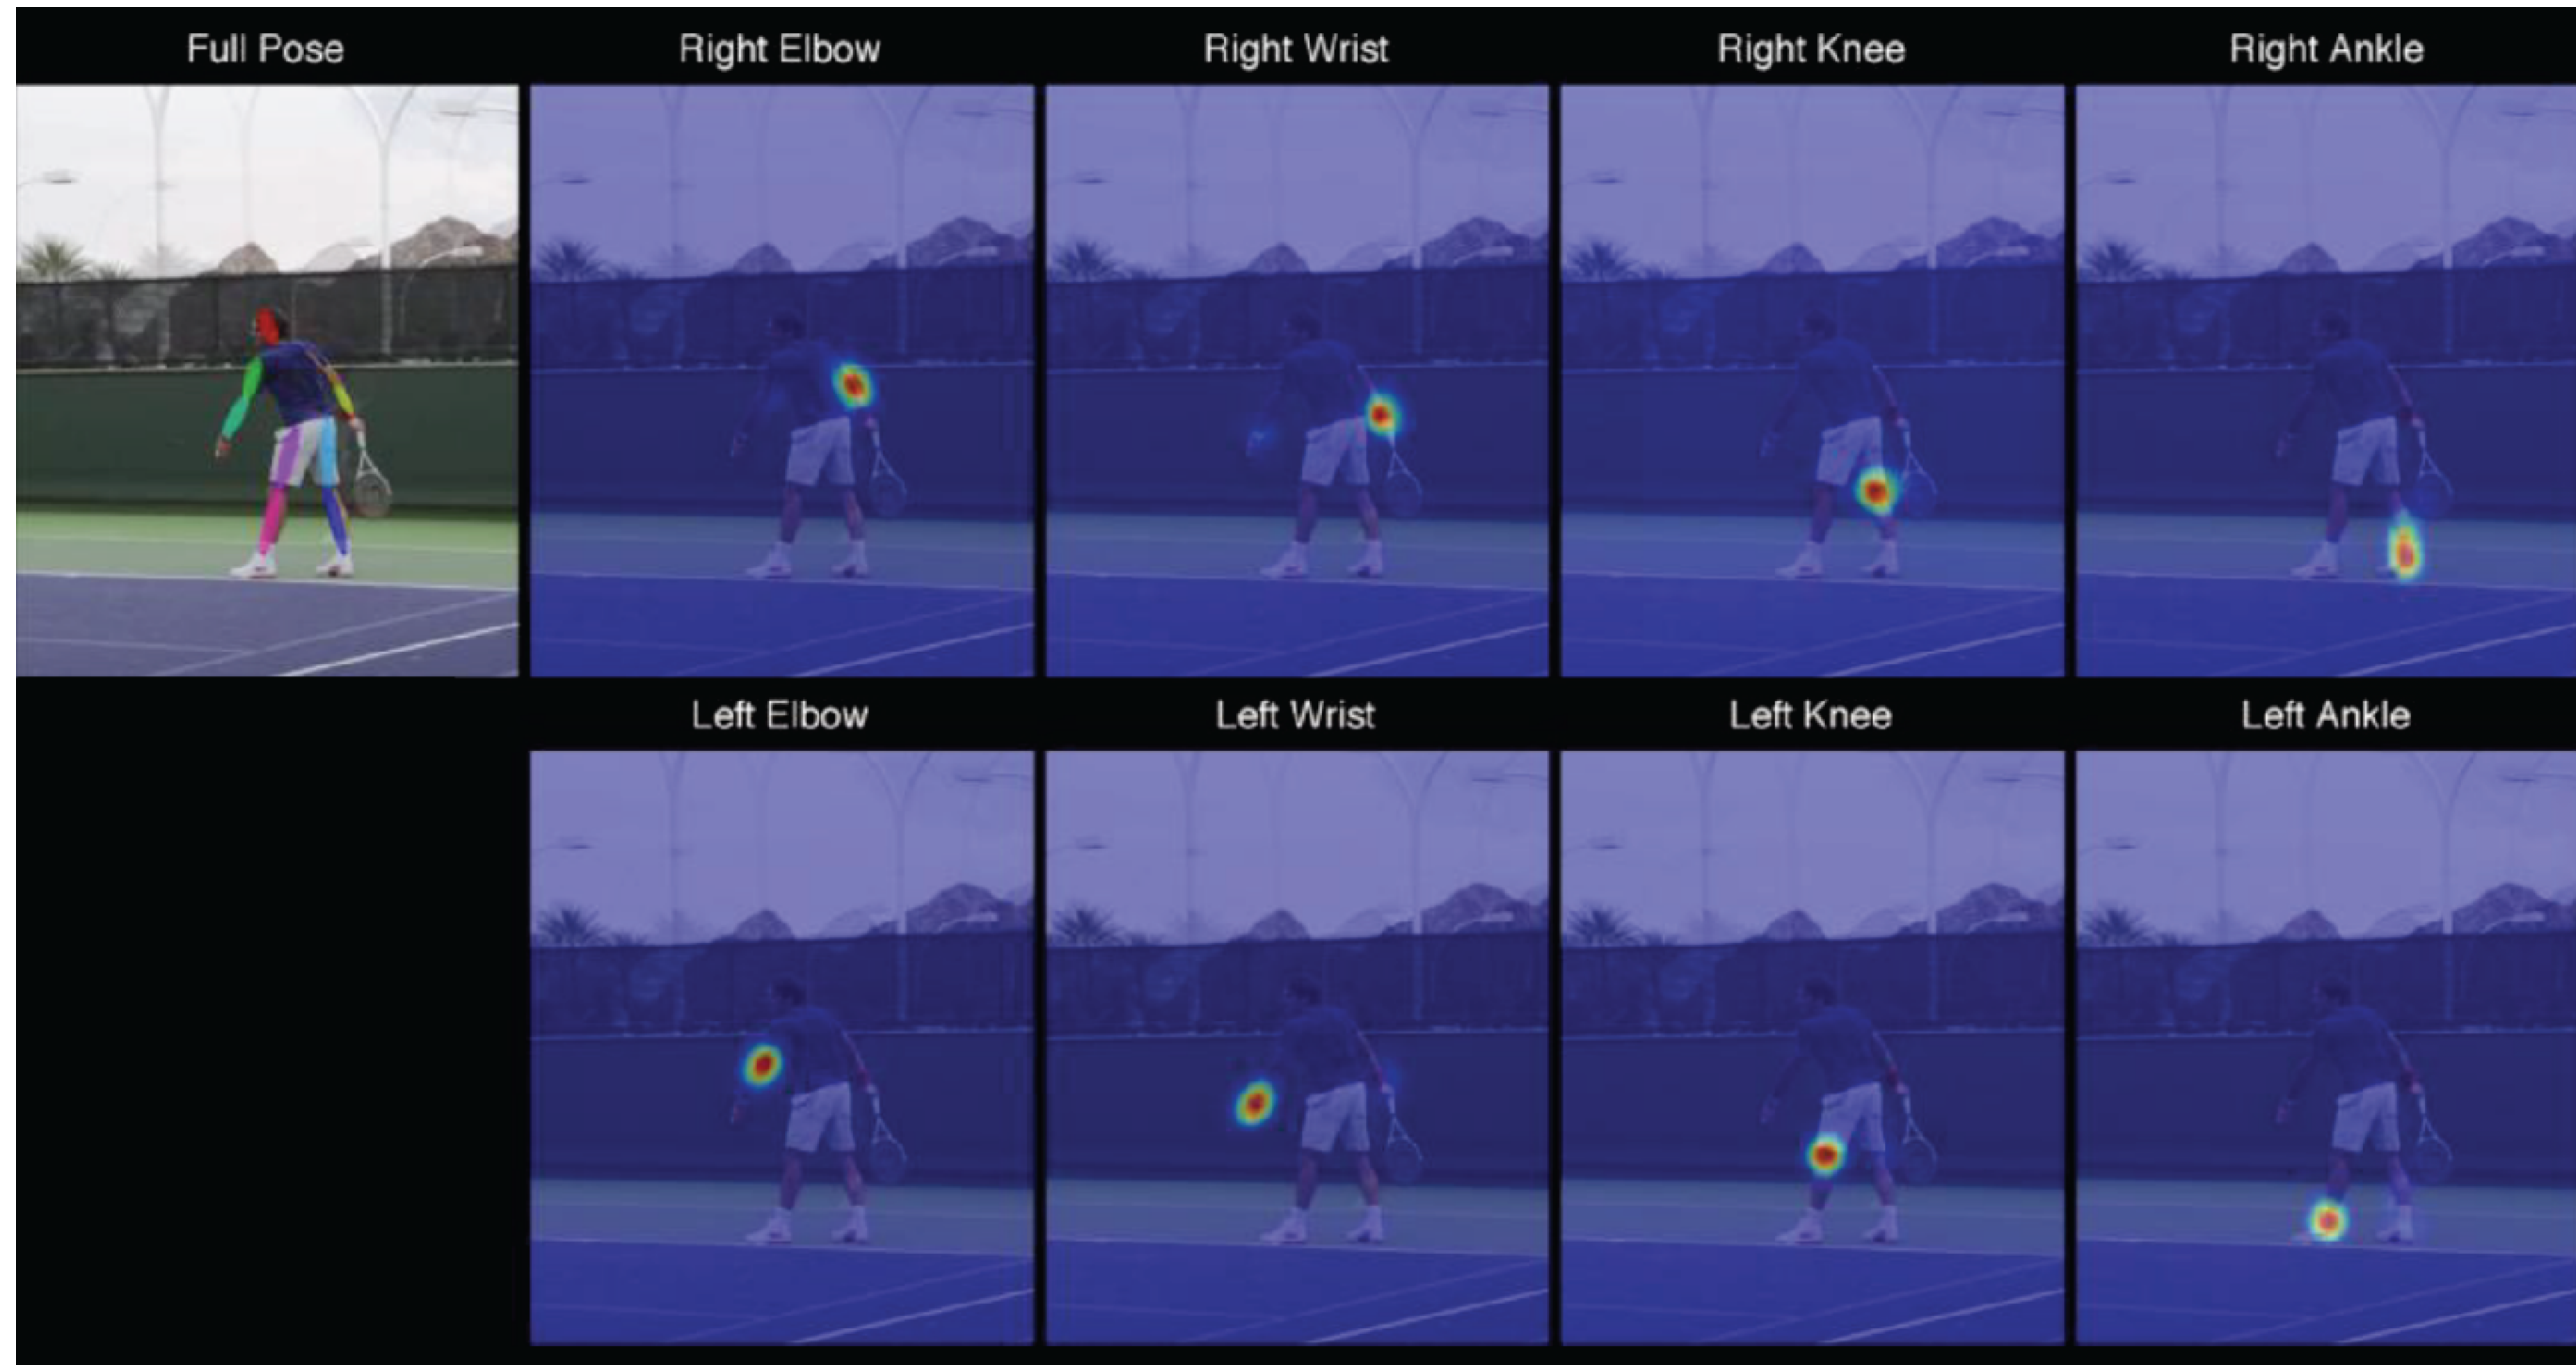 Full Pose
Right Elbow
Right Wrist
Right Knee
Right Ankle
Left Elbow
Left Wrist
Left Knee
Left Ankle